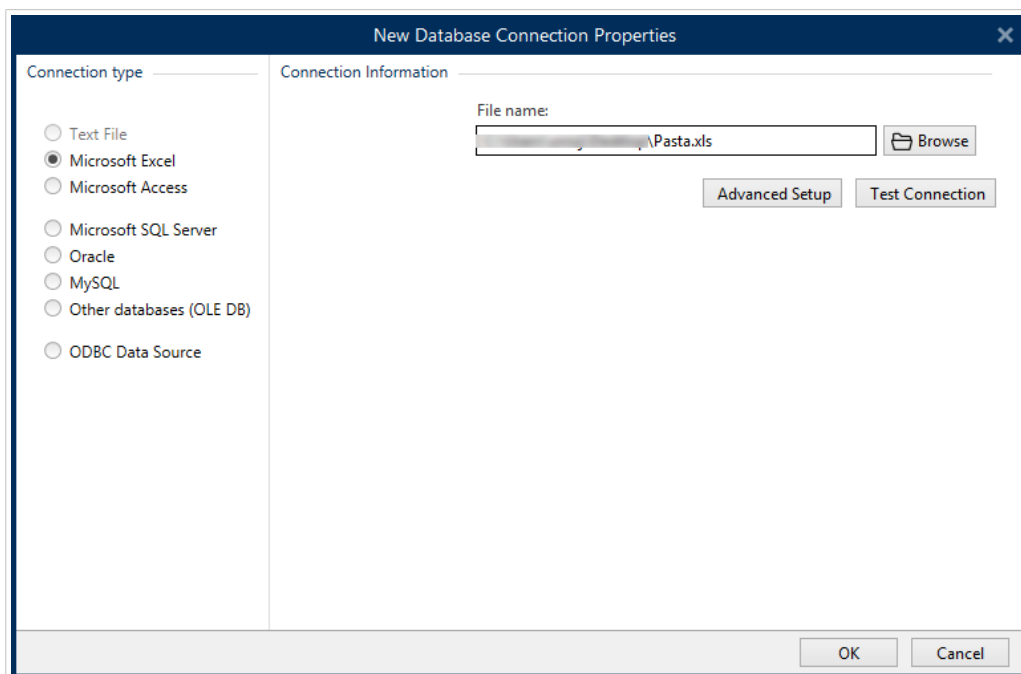 New Database Connection Properties
Connection type
Connection Information
Text File
Microsoft Excel
Microsoft Access
Microsoft SQL Server
Oracle
MySQL
Other databases (OLE DB)
ODBC Data Source
File name:
\Pasta.xls
Browse
Advanced Setup
Test Connection
OK
Cancel